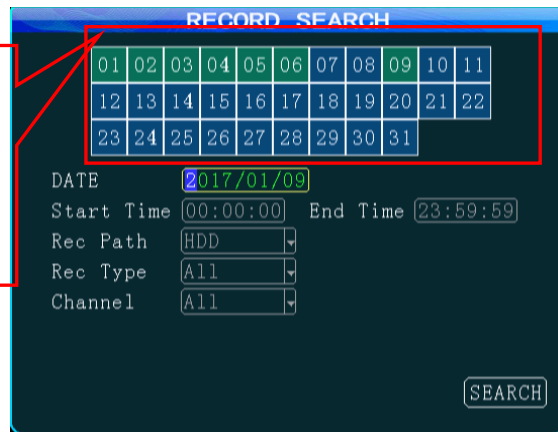 RECORD SEARCH
01 02 03 04 05 06 07 08 09 10 11
12 13 14 15 16 17 18 19 20 21 22
23 24 25 26 27 28 29 30 31
DATE 2017/01/09
Start Time 00:00:00 End Time 23:59:59
Rec Path HDD
Rec Type All
Channel All
SEARCH